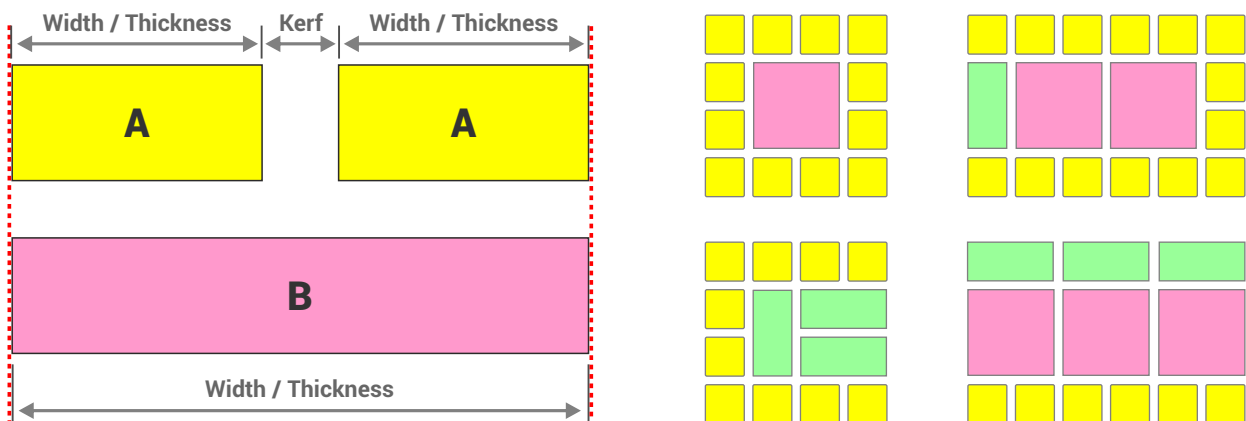 Width / Thickness Kerf Width / Thickness
A A
B
Width / Thickness